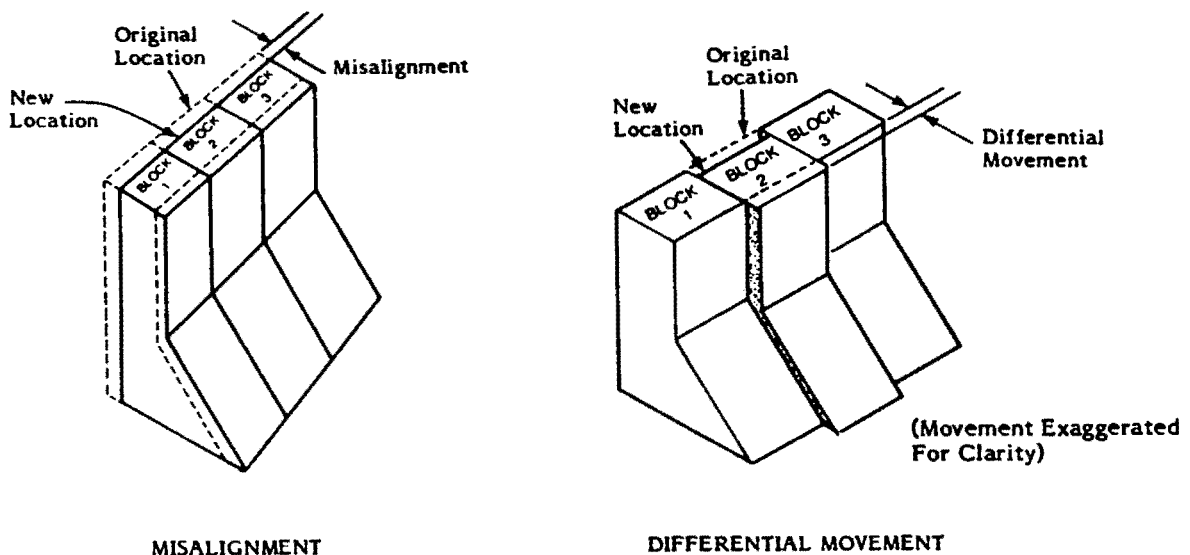 Original
Location
Misalignment
New
Location
BLOCK
1
BLOCK
2
BLOCK
3
MISALIGNMENT
Original
Location
New
Location
Differential
Movement
BLOCK
1
BLOCK
2
BLOCK
3
(Movement Exaggerated
For Clarity)
DIFFERENTIAL MOVEMENT